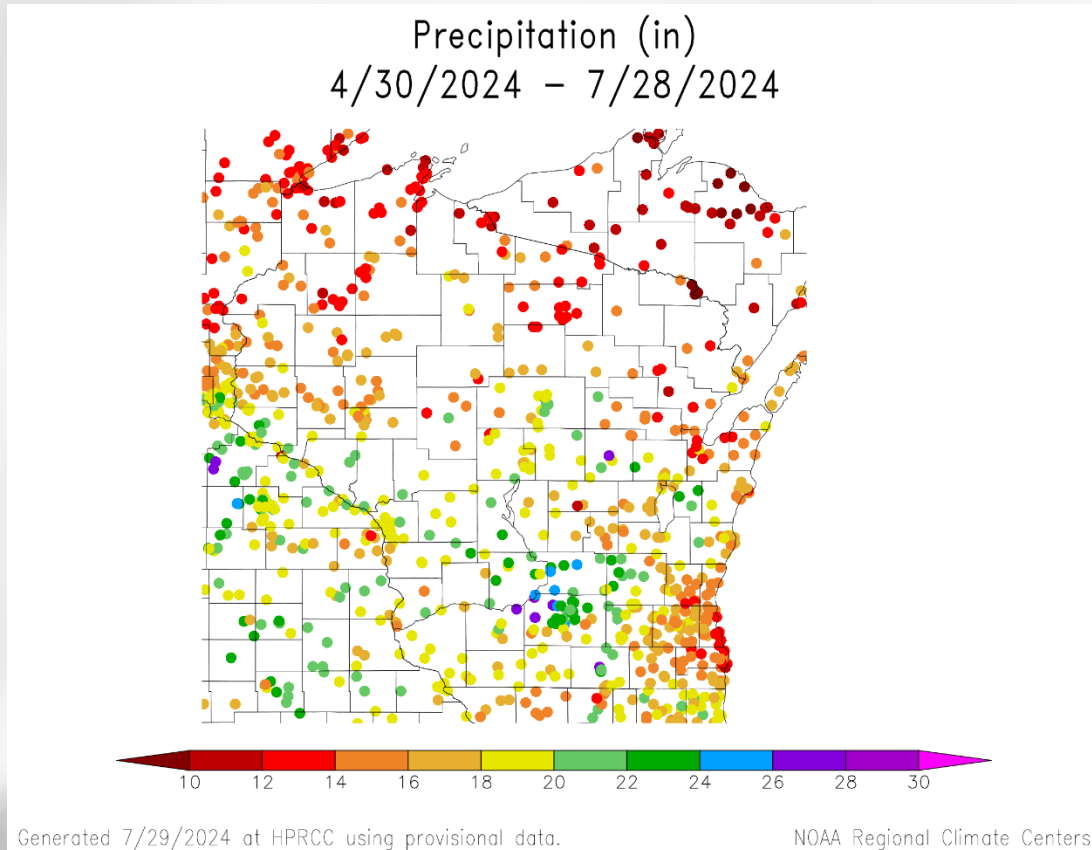 Precipitation (in)
4/30/2024 – 7/28/2024
10 12 14 16 18 20 22 24 26 28 30
Generated 7/29/2024 at HPRCC using provisional data.
NOAA Regional Climate Centers